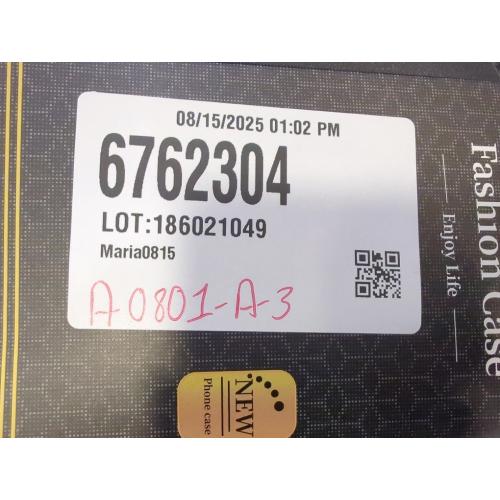 08/15/2025 01:02 PM
6762304
LOT:186021049
Maria0815
A0801-A-3
Fashion Case
Enjoy Life
NEW
Phone case